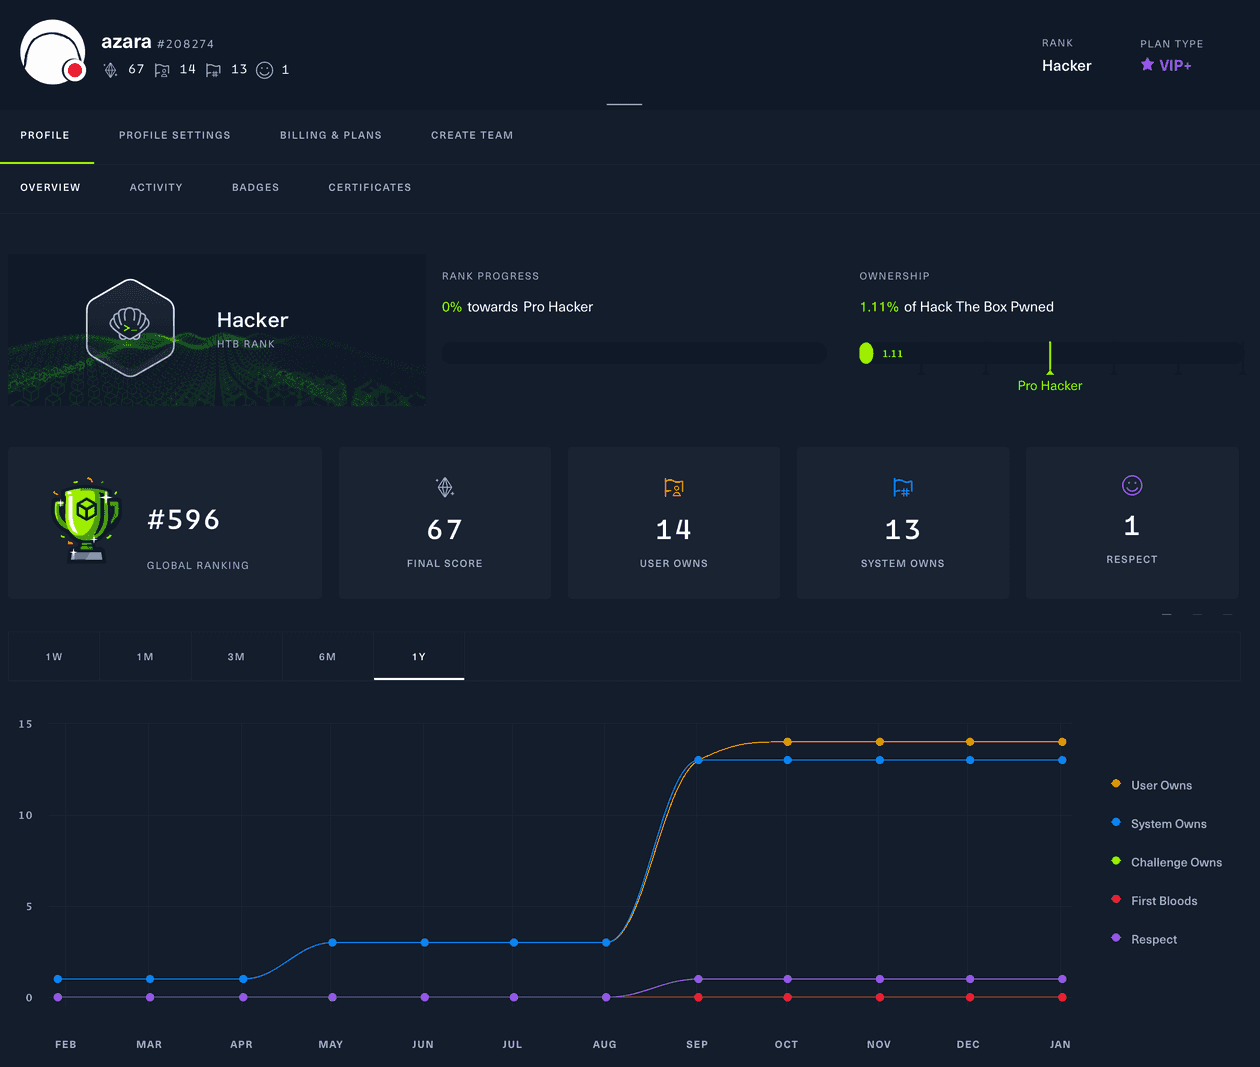 azara #208274
67 14 13 1
RANK
Hacker
PLAN TYPE
VIP+
PROFILE PROFILE SETTINGS BILLING & PLANS CREATE TEAM
OVERVIEW ACTIVITY BADGES CERTIFICATES
Hacker
HTB RANK
RANK PROGRESS
0% towards Pro Hacker
OWNERSHIP
1.11% of Hack The Box Pwned
1.11
Pro Hacker
#596
GLOBAL RANKING
67
FINAL SCORE
14
USER OWNS
13
SYSTEM OWNS
1
RESPECT
1W 1M 3M 6M 1Y
15
10
5
0
FEB MAR APR MAY JUN JUL AUG SEP OCT NOV DEC JAN
User Owns
System Owns
Challenge Owns
First Bloods
Respect